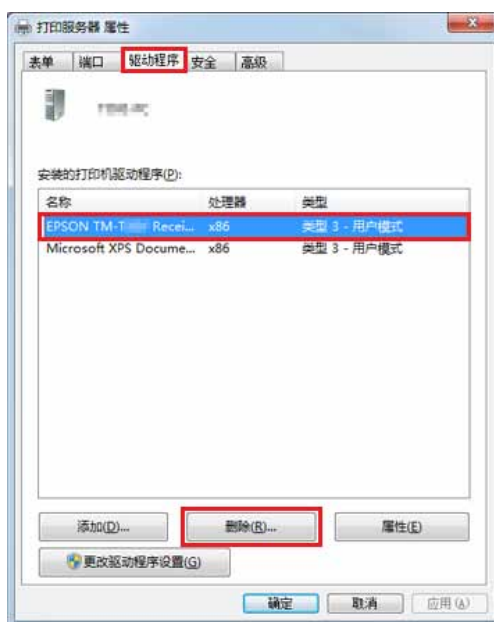 打印服务器 属性
表单 端口 驱动程序 安全 高级
安装的打印机驱动程序(P):
名称 处理器 类型
EPSON TM-T Recei... x86 类型 3 - 用户模式
Microsoft XPS Docume... x86 类型 3 - 用户模式
添加(D)... 删除(R)... 属性(E)
更改驱动程序设置(G)
确定 取消 应用(A)